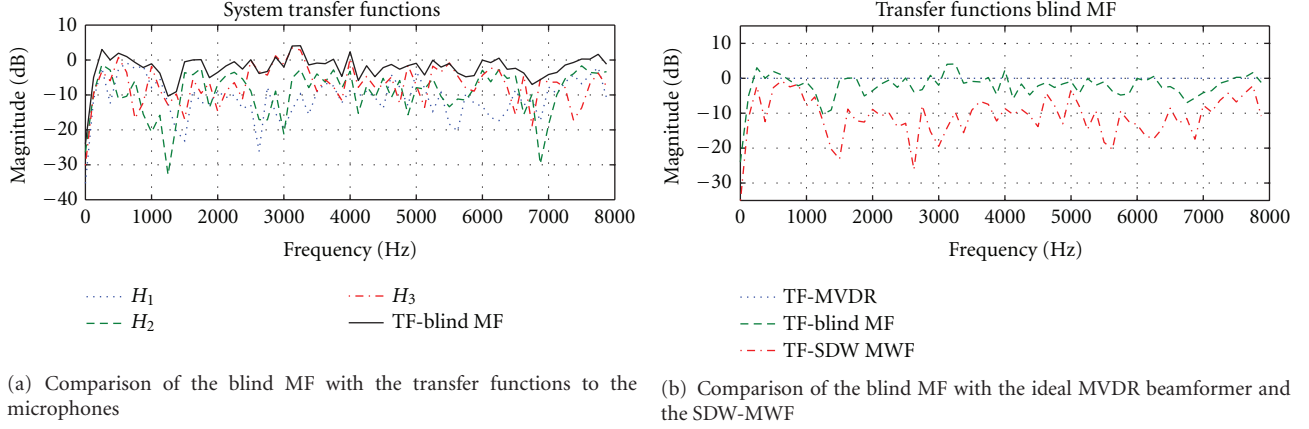 System transfer functions
10
0
−10
−20
−30
−40
Magnitude (dB)
0 1000 2000 3000 4000 5000 6000 7000 8000
Frequency (Hz)
H1
H2
H3
TF-blind MF
(a) Comparison of the blind MF with the transfer functions to the
microphones
Transfer functions blind MF
10
0
−10
−20
−30
Magnitude (dB)
0 1000 2000 3000 4000 5000 6000 7000 8000
Frequency (Hz)
TF-MVDR
TF-blind MF
TF-SDW MWF
(b) Comparison of the blind MF with the ideal MVDR beamformer and
the SDW-MWF